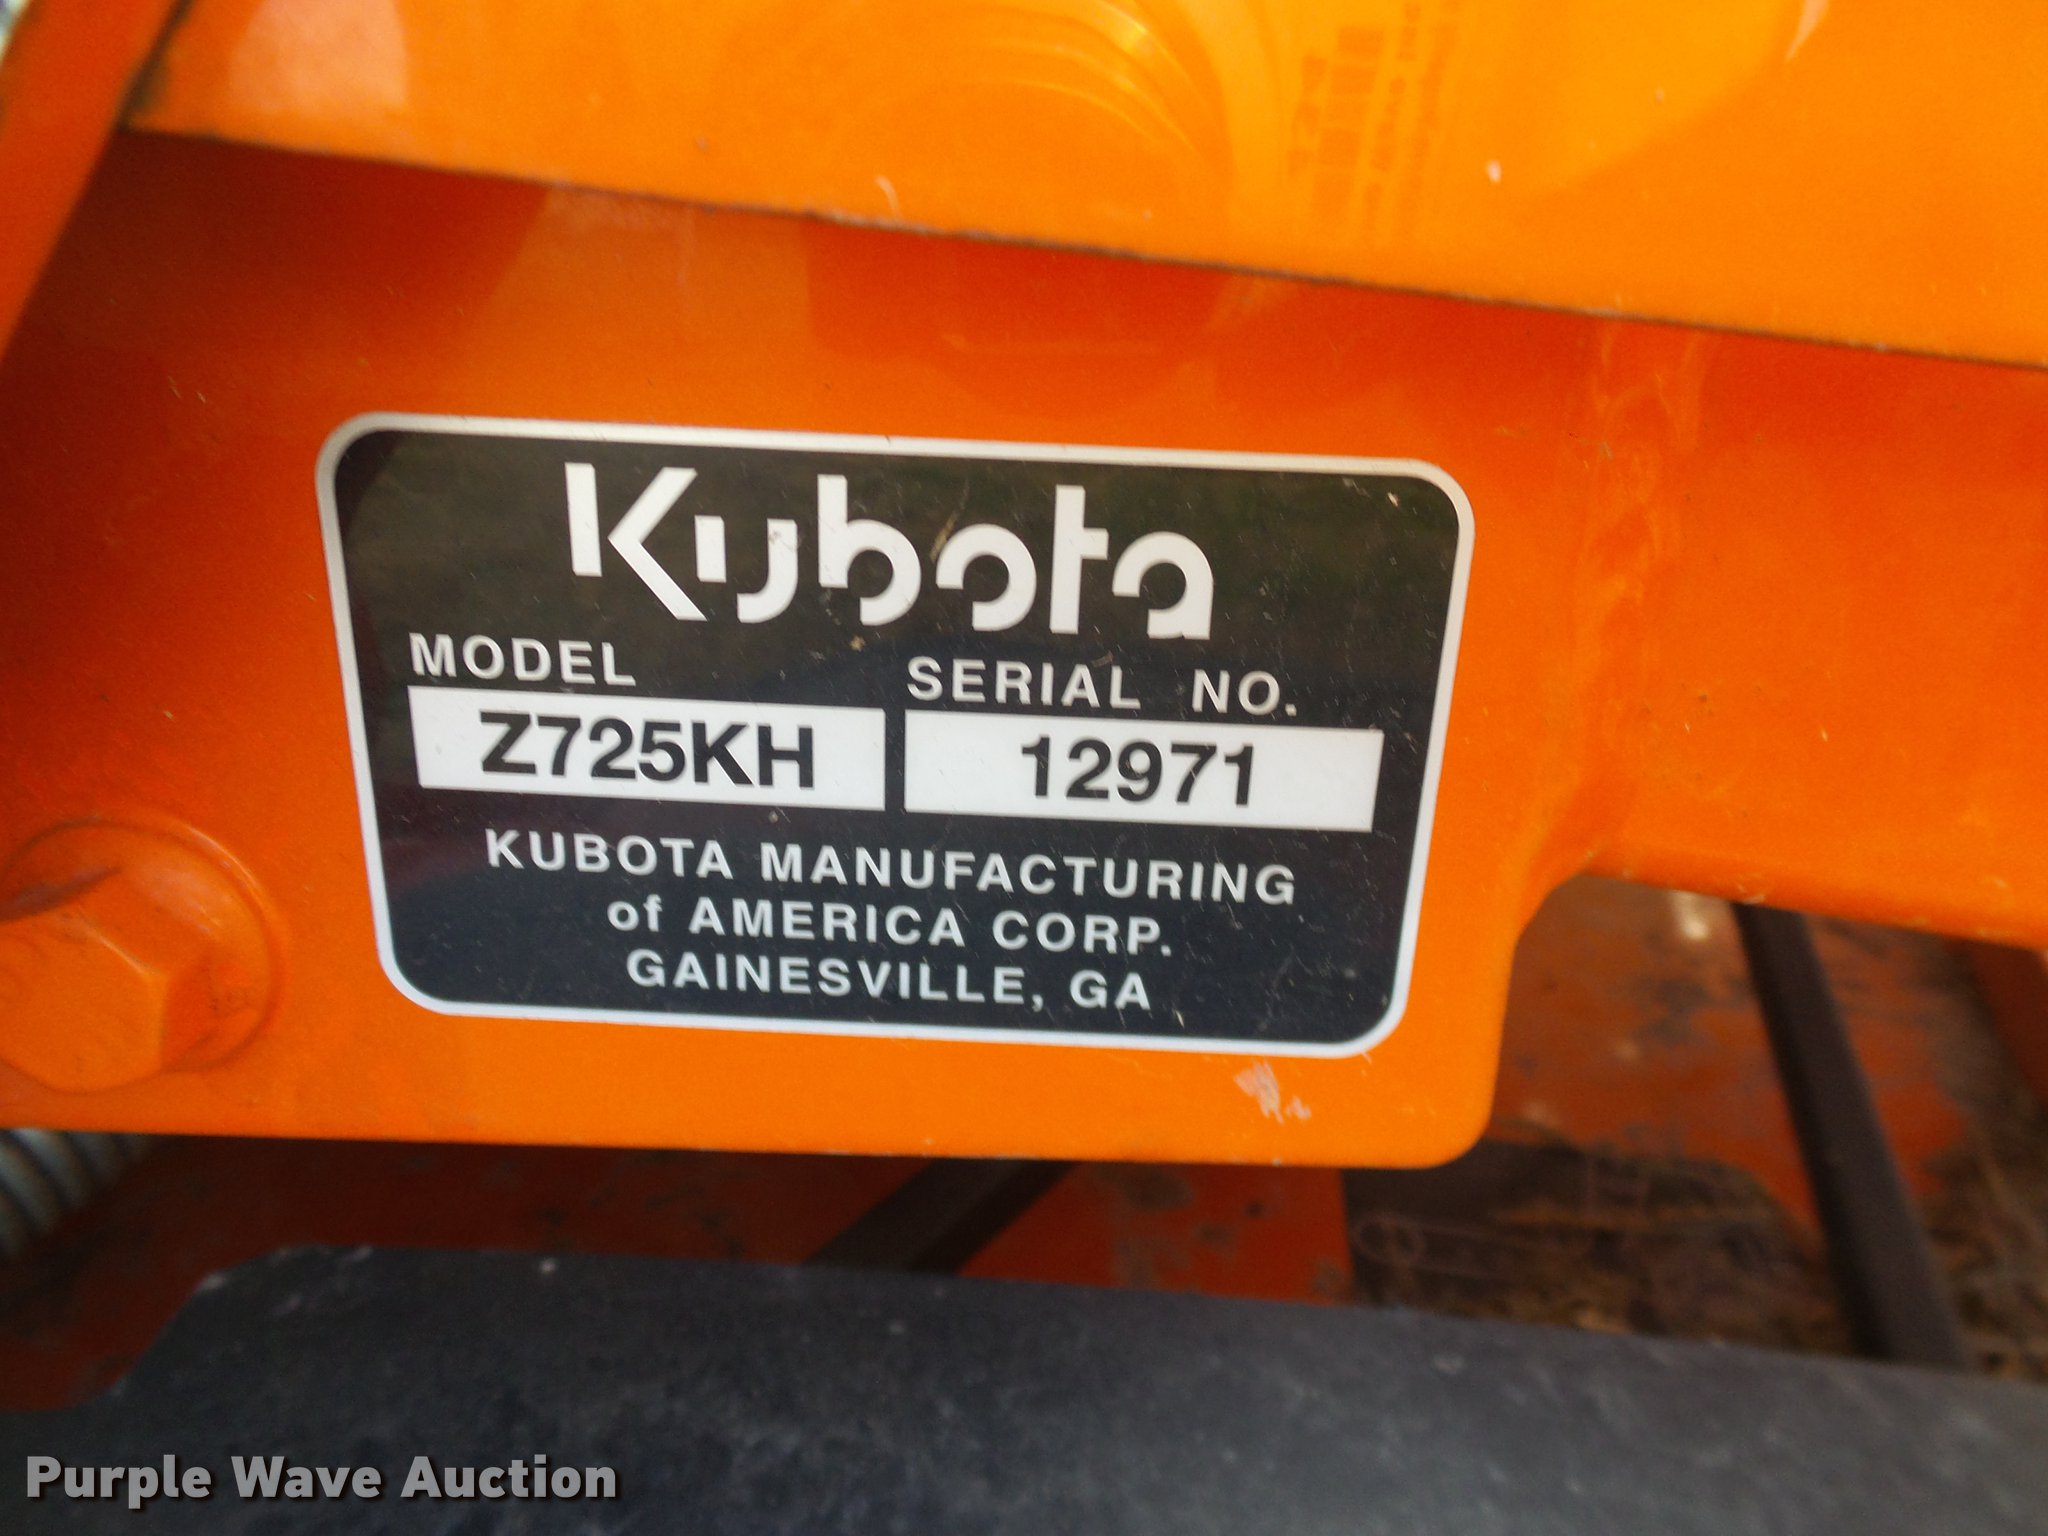 Kubota
MODEL SERIAL NO.
Z725KH 12971
KUBOTA MANUFACTURING
of AMERICA CORP.
GAINESVILLE, GA
Purple Wave Auction